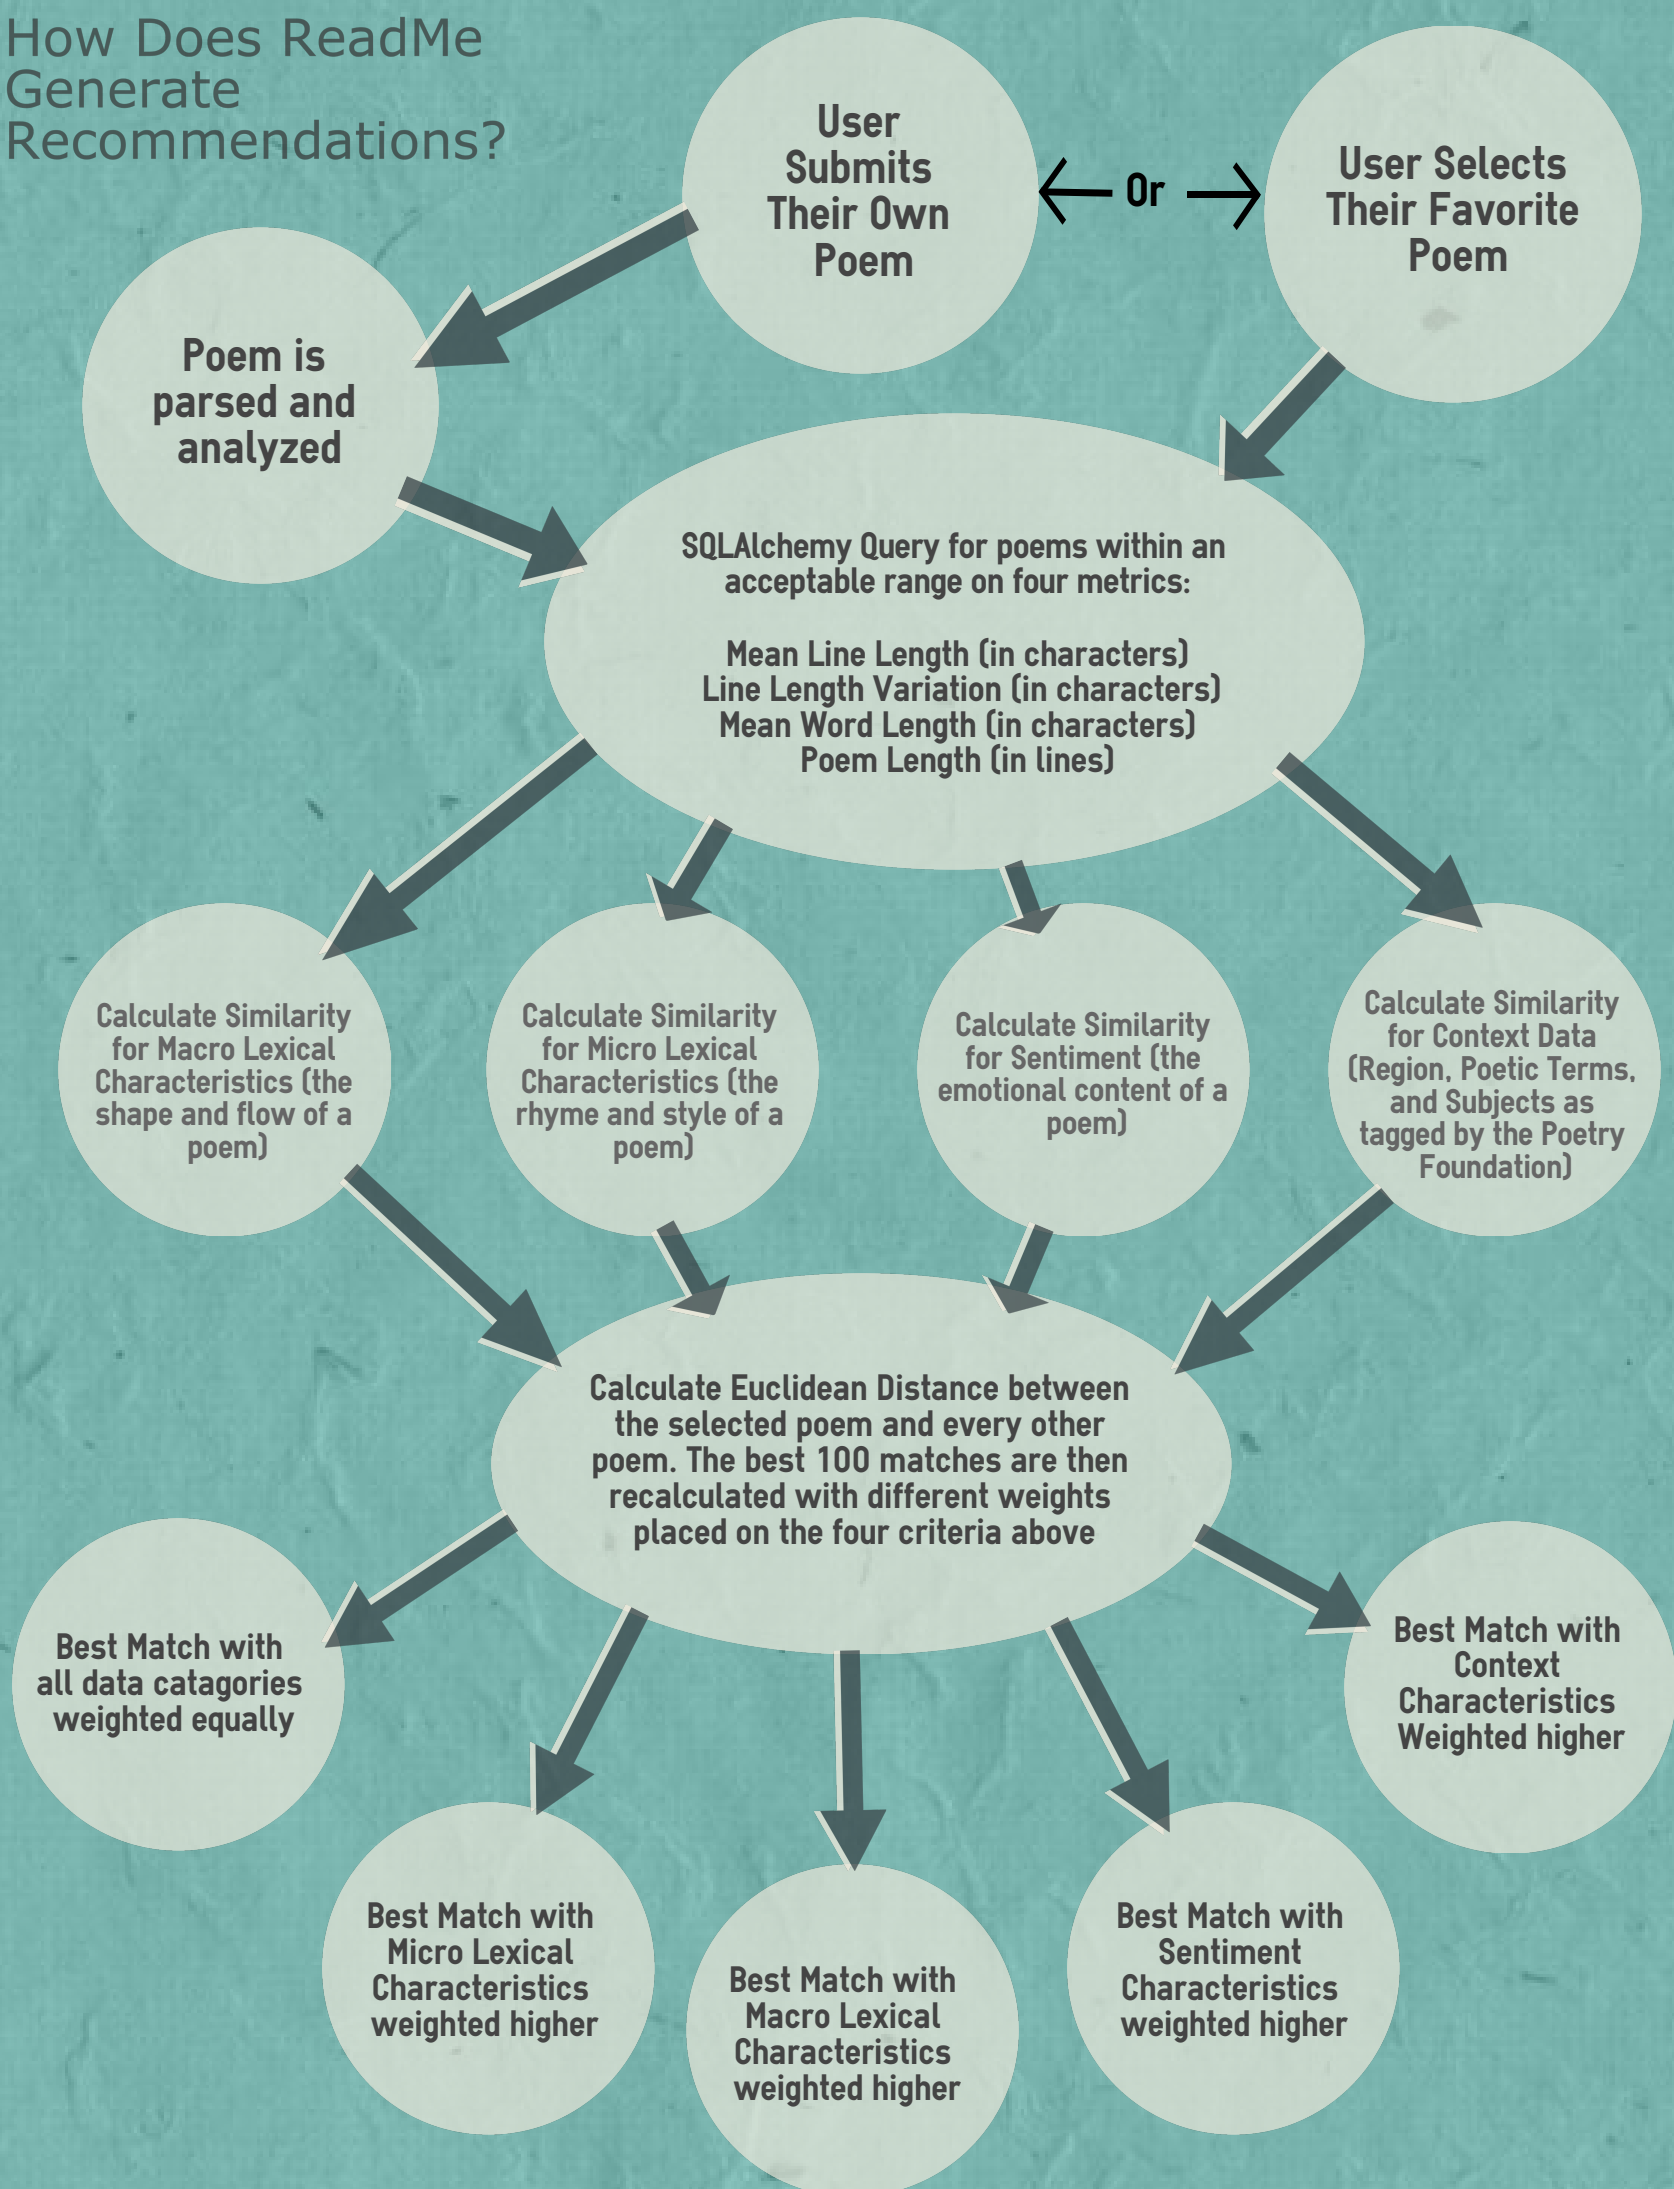 How Does ReadMe
Generate
Recommendations?
User
Submits
Their Own
Poem
Or
User Selects
Their Favorite
Poem
Poem is
parsed and
analyzed
SQLAlchemy Query for poems within an
acceptable range on four metrics:
Mean Line Length (in characters)
Line Length Variation (in characters)
Mean Word Length (in characters)
Poem Length (in lines)
Calculate Similarity
for Macro Lexical
Characteristics (the
shape and flow of a
poem)
Calculate Similarity
for Micro Lexical
Characteristics (the
rhyme and style of a
poem)
Calculate Similarity
for Sentiment (the
emotional content of a
poem)
Calculate Similarity
for Context Data
(Region, Poetic Terms,
and Subjects as
tagged by the Poetry
Foundation)
Calculate Euclidean Distance between
the selected poem and every other
poem. The best 100 matches are then
recalculated with different weights
placed on the four criteria above
Best Match with
all data catagories
weighted equally
Best Match with
Micro Lexical
Characteristics
weighted higher
Best Match with
Macro Lexical
Characteristics
weighted higher
Best Match with
Sentiment
Characteristics
weighted higher
Best Match with
Context
Characteristics
Weighted higher